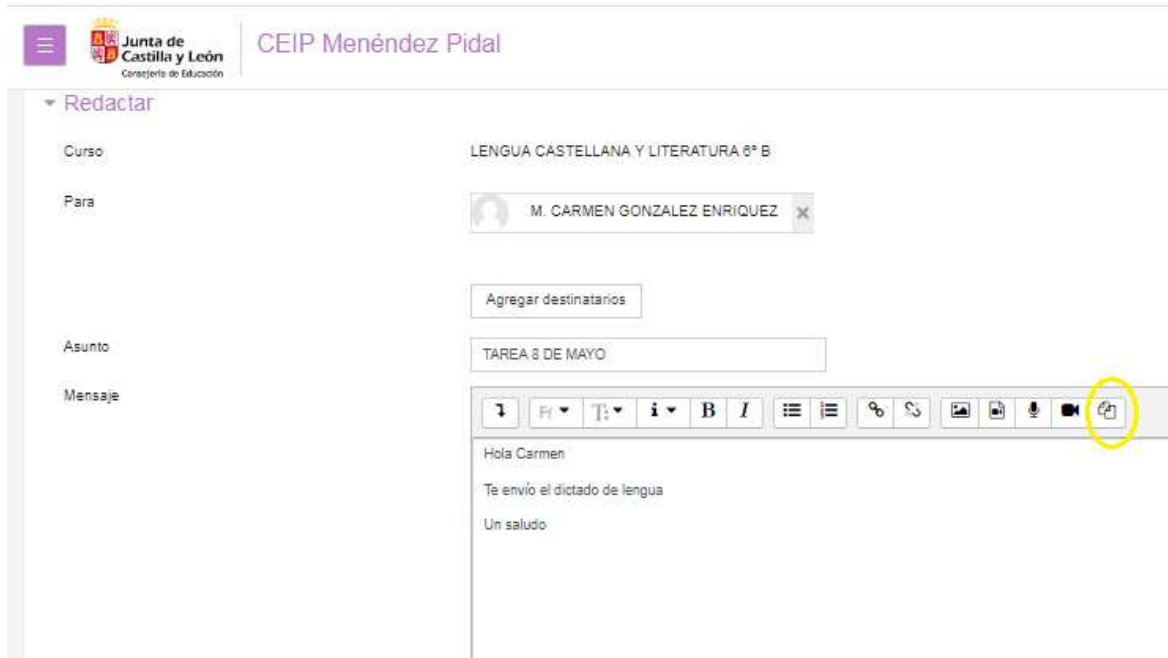 Junta de
Castilla y León
Consejería de Educación
CEIP Menéndez Pidal
Redactar
Curso
LENGUA CASTELLANA Y LITERATURA 6º B
Para
M. CARMEN GONZALEZ ENRIQUEZ
Agregar destinatarios
Asunto
TAREA 8 DE MAYO
Mensaje
B I
Hola Carmen
Te envío el dictado de lengua
Un saludo